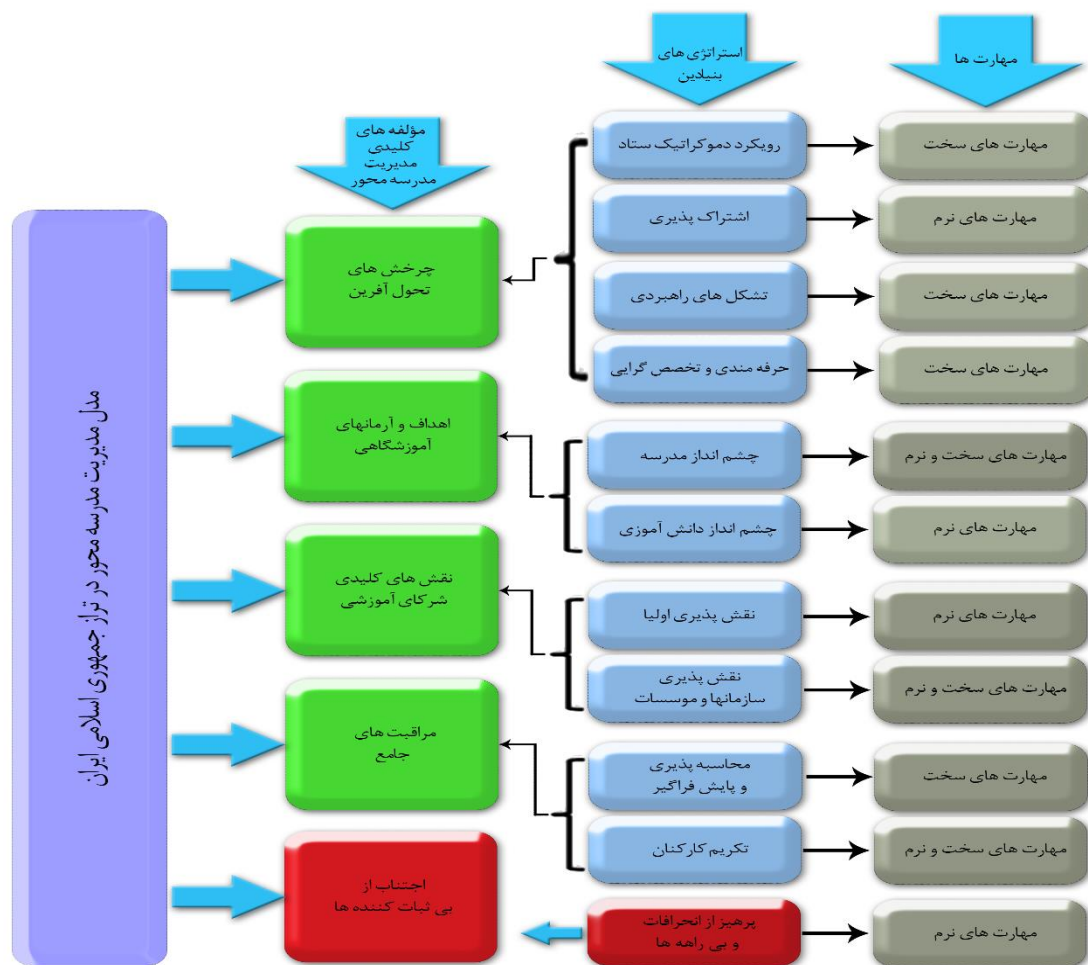 مهارت ها
استراتژی های
بنیادین
مؤلفه های
کلیدی
مدیریت
مدرسه محور
مدل مدیریت مدرسه محور در تراز جمهوری اسلامی ایران
چرخش های
تحول آفرین
رویکرد دموکراتیک ستاد
مهارت های سخت
اشتراک پذیری
مهارت های نرم
تشکل های راهبردی
مهارت های سخت
حرفه مندی و تخصص گرایی
مهارت های سخت
اهداف و آرمانهای
آموزشگاهی
چشم انداز مدرسه
مهارت های سخت و نرم
چشم انداز دانش آموزی
مهارت های نرم
نقش های کلیدی
شرکای آموزشی
نقش پذیری اولیا
مهارت های نرم
نقش پذیری
سازمانها و موسسات
مهارت های سخت و نرم
مراقبت های
جامع
محاسبه پذیری
و پایش فراگیر
مهارت های سخت
تکریم کارکنان
مهارت های سخت و نرم
اجتناب از
بی ثبات کننده ها
پرهیز از انحرافات
و بی راهه ها
مهارت های نرم